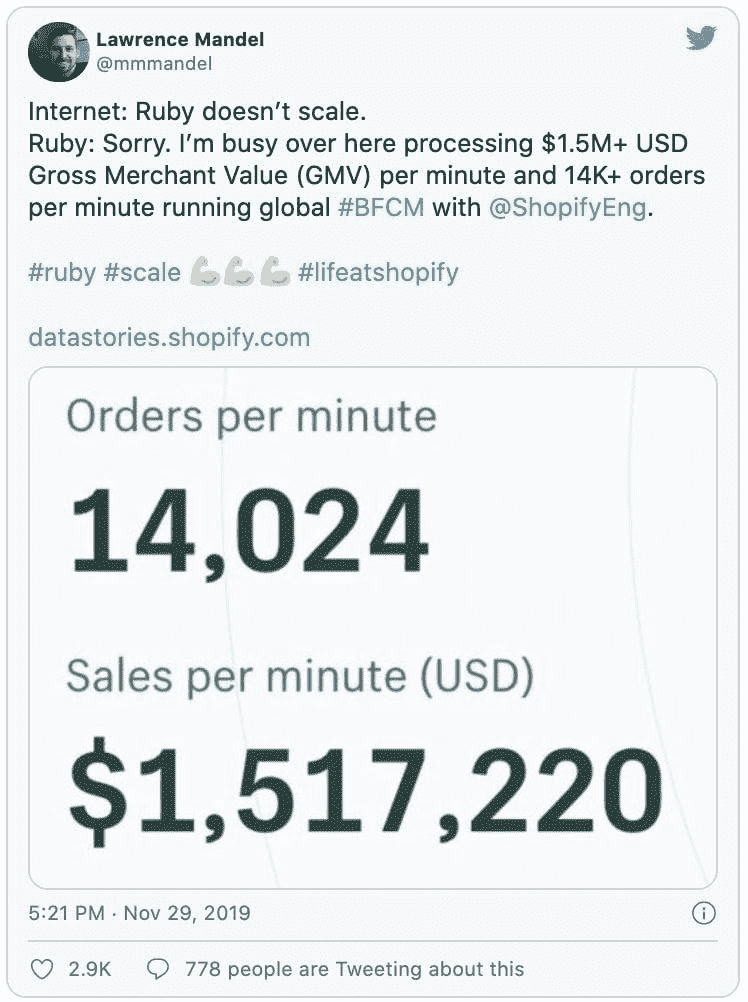 Lawrence Mandel
@mmmandel
Internet: Ruby doesn’t scale.
Ruby: Sorry. I’m busy over here processing $1.5M+ USD
Gross Merchant Value (GMV) per minute and 14K+ orders
per minute running global #BFCM with @ShopifyEng.
#ruby #scale 💪💪💪 #lifeatshopify
datastories.shopify.com
Orders per minute
14,024
Sales per minute (USD)
$1,517,220
5:21 PM · Nov 29, 2019
2.9K 778 people are Tweeting about this